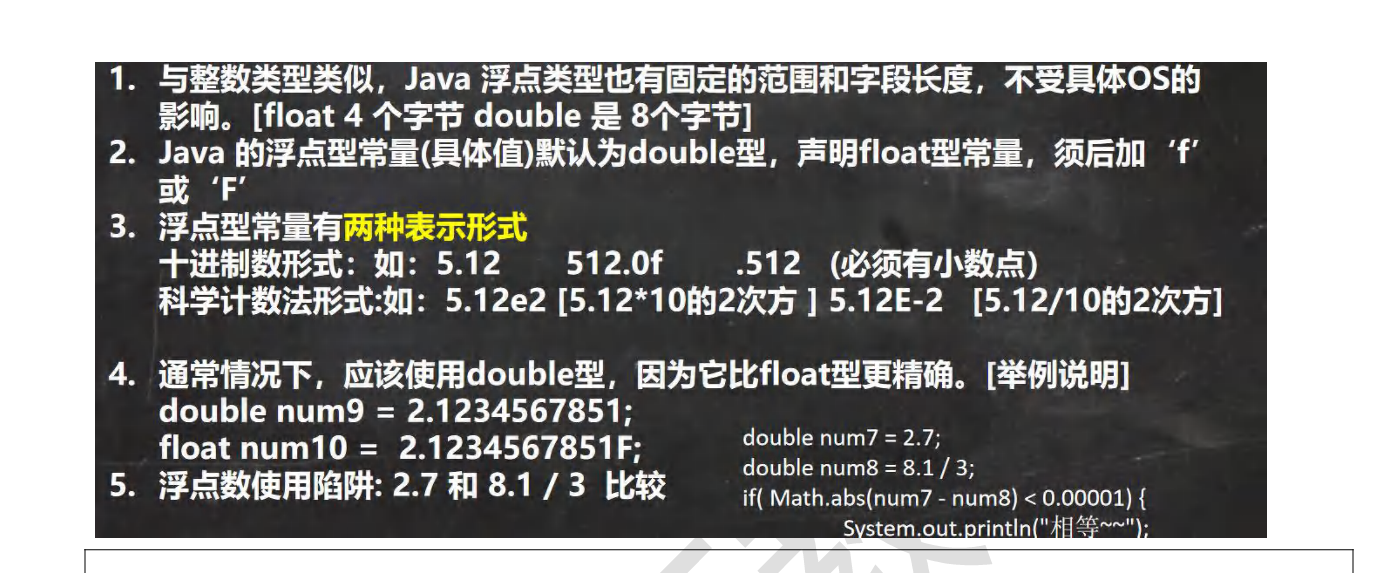 1. 与整数类型类似，Java 浮点类型也有固定的范围和字段长度，不受具体OS的
影响。[float 4 个字节 double 是 8个字节]
2. Java 的浮点型常量(具体值)默认为double型，声明float型常量，须后加‘f’
或‘F’
3. 浮点型常量有两种表示形式
十进制数形式：如：5.12 512.0f .512 (必须有小数点）
科学计数法形式:如：5.12e2 [5.12*10的2次方 ] 5.12E-2 [5.12/10的2次方]
4. 通常情况下，应该使用double型，因为它比float型更精确。[举例说明]
double num9 = 2.1234567851;
float num10 = 2.1234567851F;
5. 浮点数使用陷阱: 2.7 和 8.1 / 3 比较
double num7 = 2.7;
double num8 = 8.1 / 3;
if( Math.abs(num7 - num8) < 0.00001) {
System.out.println("相等~~");